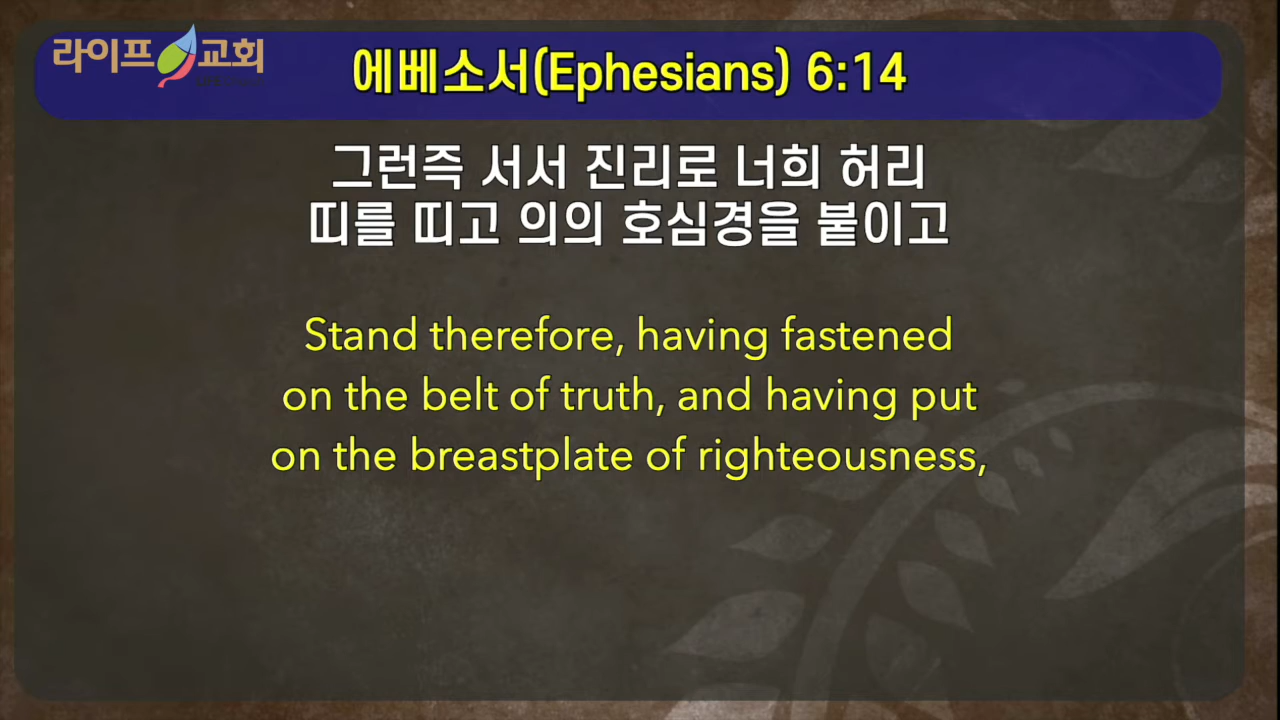 라이프 교회
에베소서(Ephesians) 6:14
그런즉 서서 진리로 너희 허리
띠를 띠고 의의 호심경을 붙이고
Stand therefore, having fastened
on the belt of truth, and having put
on the breastplate of righteousness,